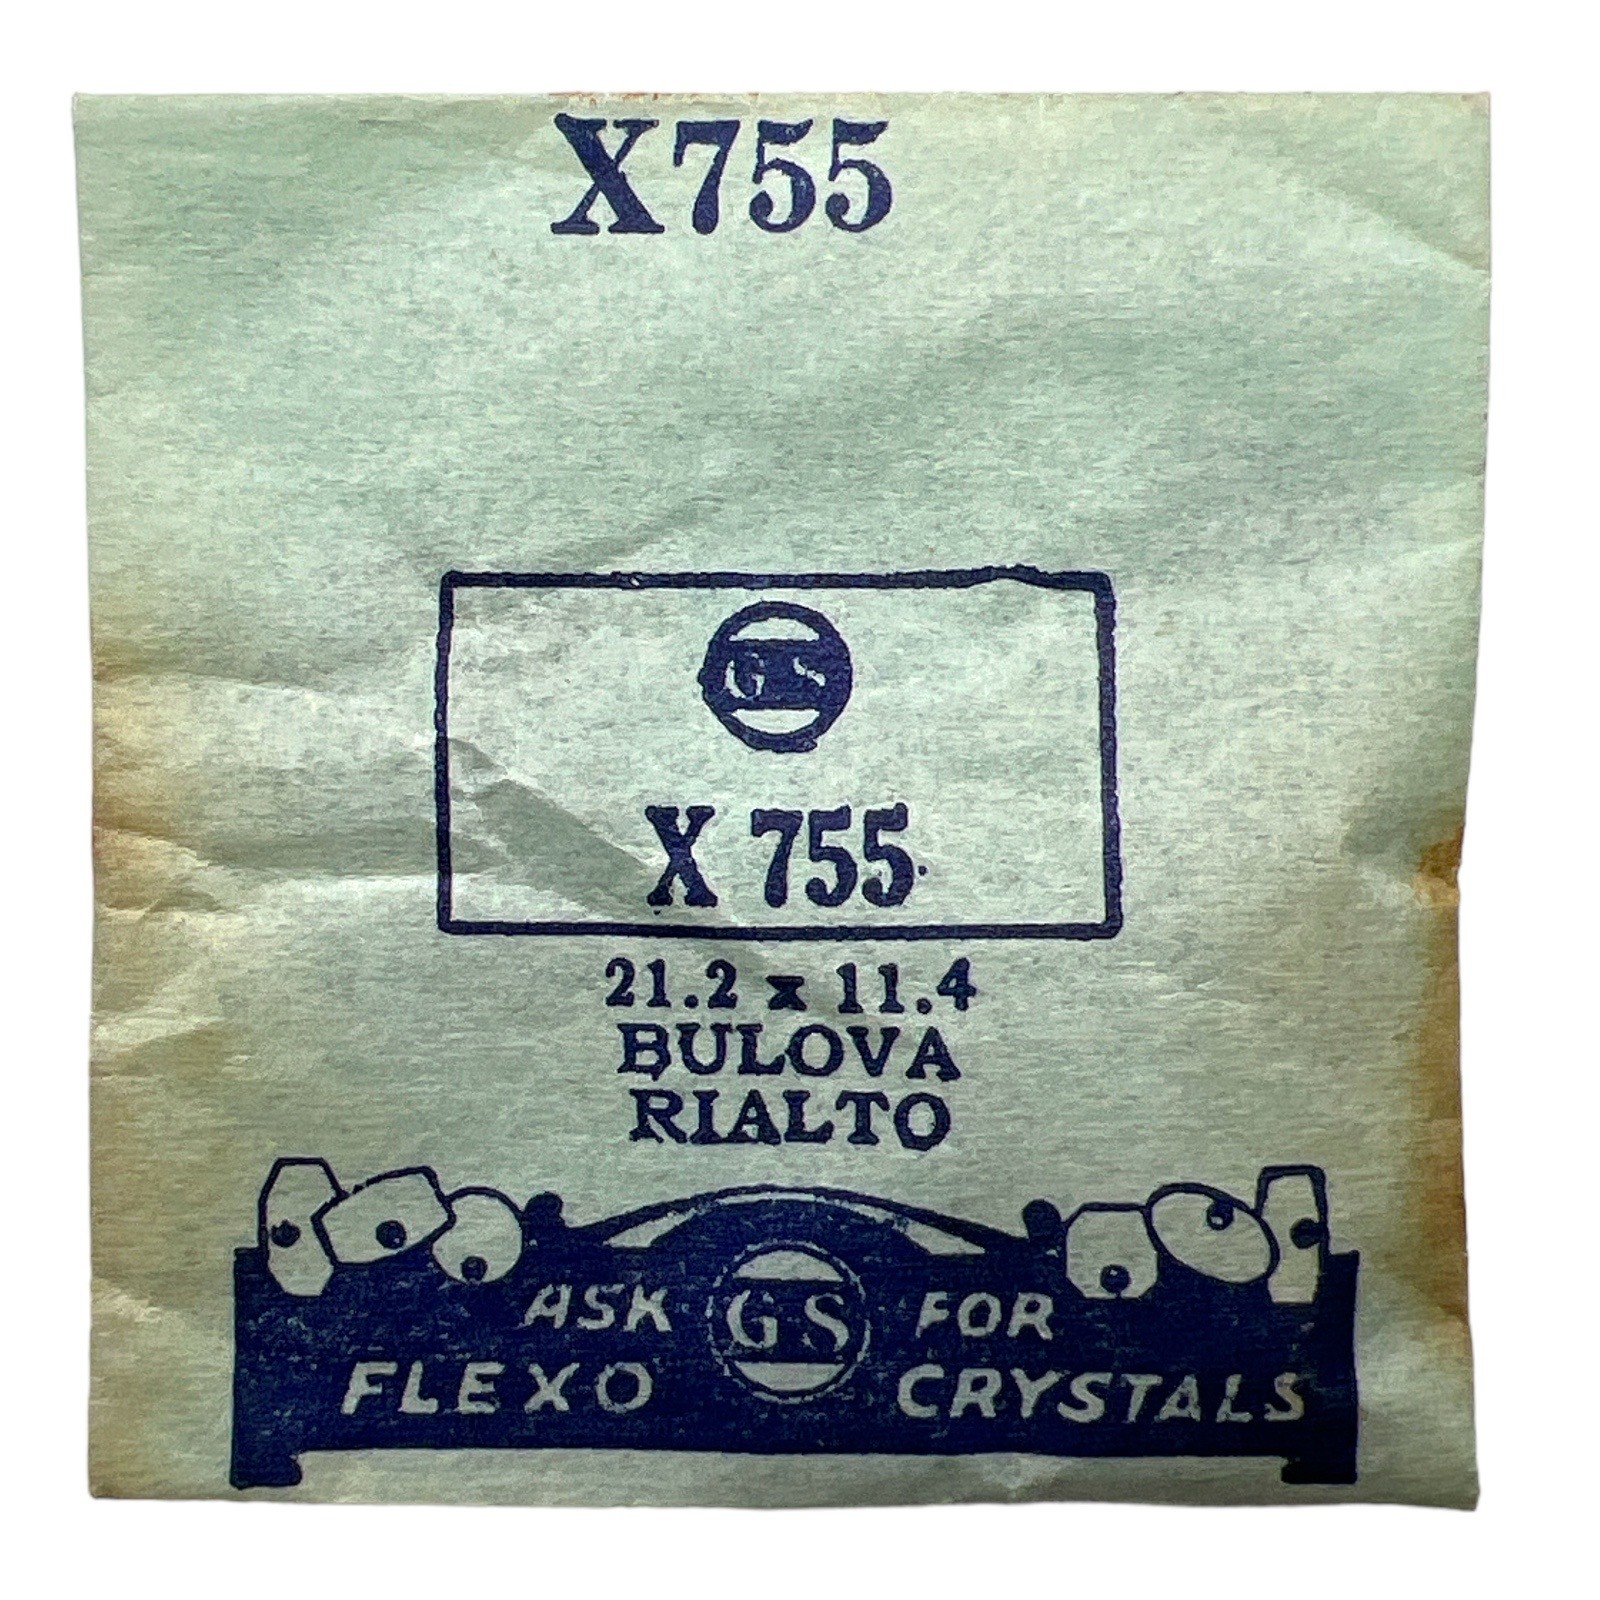 X755
GS
X 755
21.2 x 11.4
BULOVA
RIALTO
ASK GS FOR
FLEXO CRYSTALS